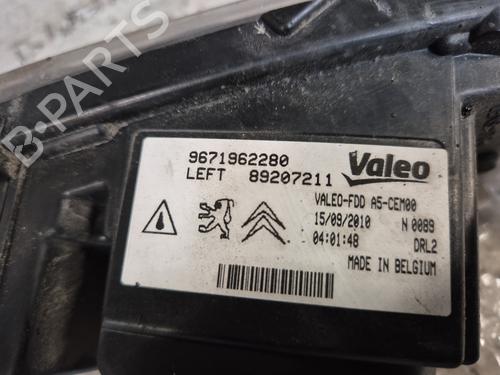 9671962280
Valeo
LEFT 89207211
VALEO-FDD A5-CEM00
15/09/2010 N 0089
04:01:48 DRL2
MADE IN BELGIUM
B-PARTS